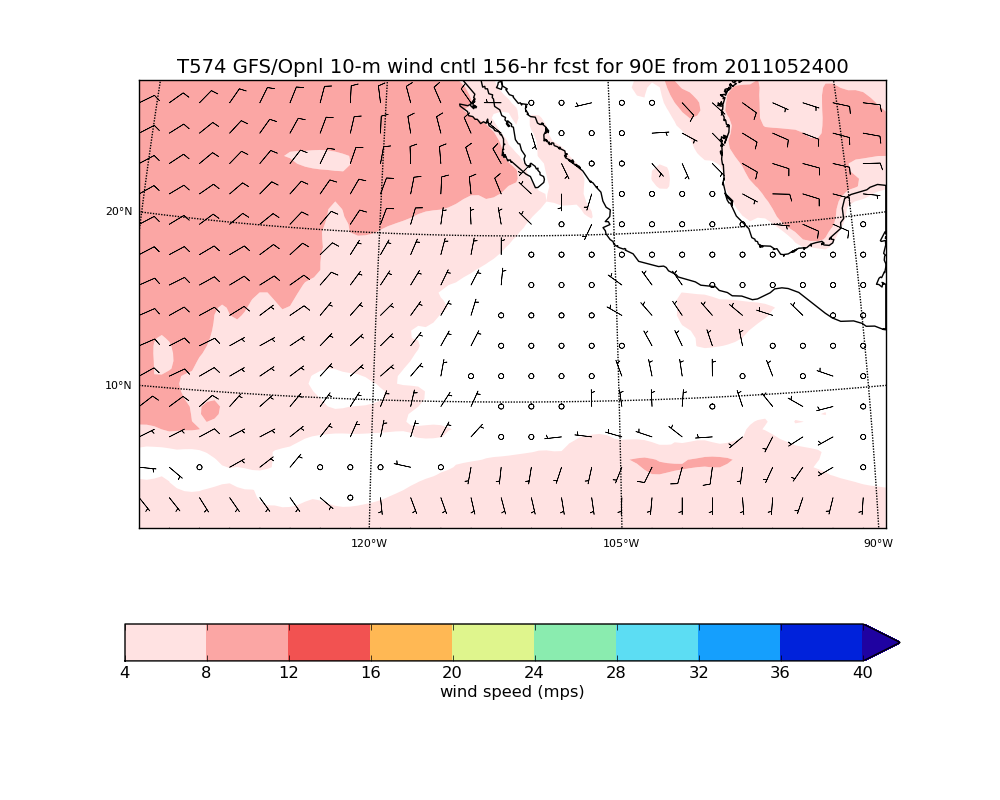 T574 GFS/Opnl 10-m wind cntl 156-hr fcst for 90E from 2011052400
20°N
10°N
120°W 105°W 90°W
4 8 12 16 20 24 28 32 36 40
wind speed (mps)